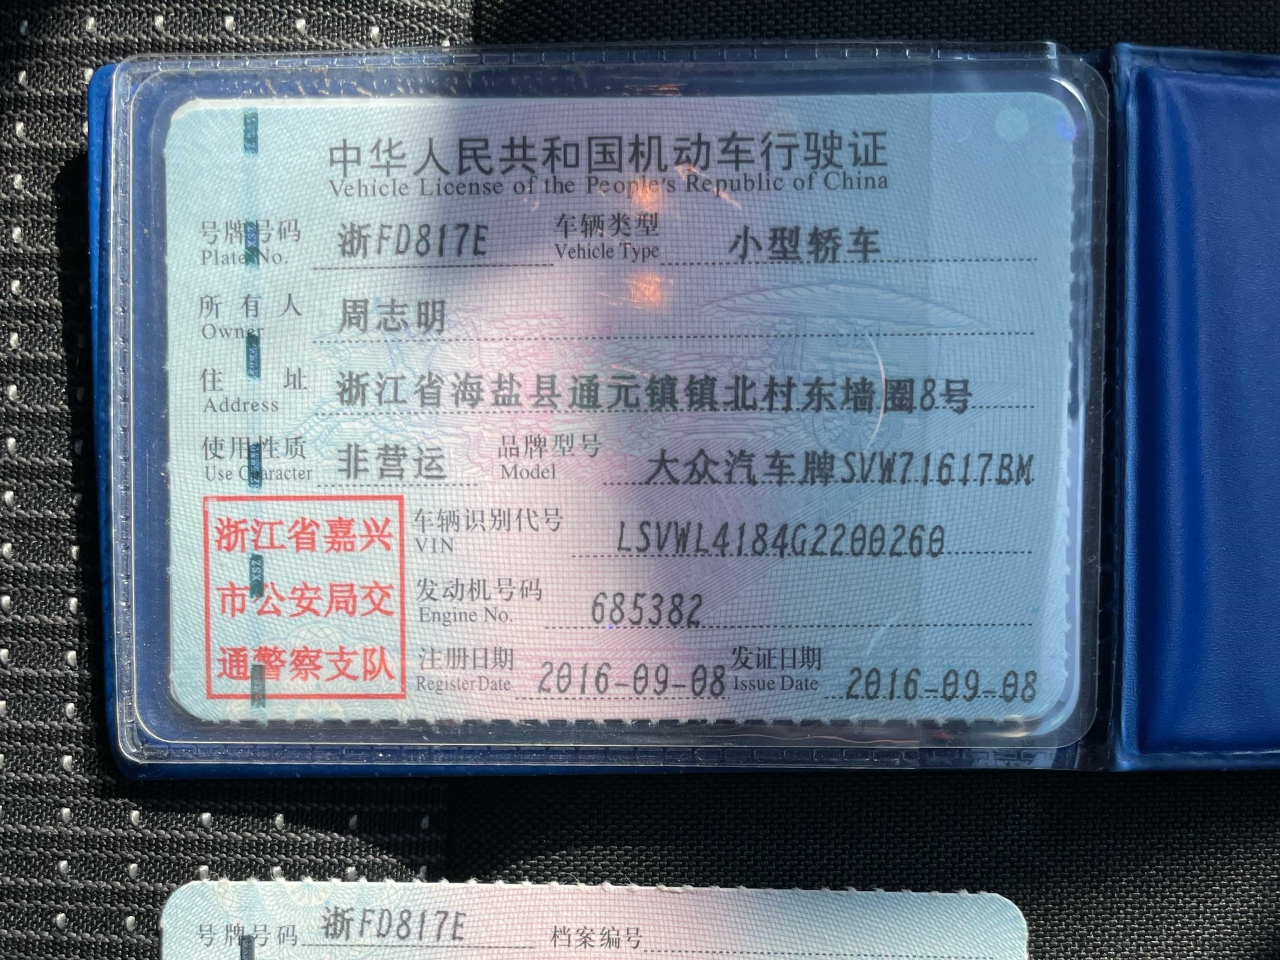 中华人民共和国机动车行驶证
Vehicle License of the People's Republic of China
号牌号码 浙FD817E 车辆类型 小型轿车
Plate No. Vehicle Type
所有人 周志明
Owner
住址 浙江省海盐县通元镇镇北村东墙圈8号
Address
使用性质 非营运 品牌型号 大众汽车牌SVW71617BM
Use Character Model
浙江省嘉兴
市公安局交
通警察支队
车辆识别代号 LSVWL4184G2200260
VIN
发动机号码 685382
Engine No.
注册日期 2016-09-08 发证日期 2016-09-08
Register Date Issue Date
号牌号码 浙FD817E 档案编号